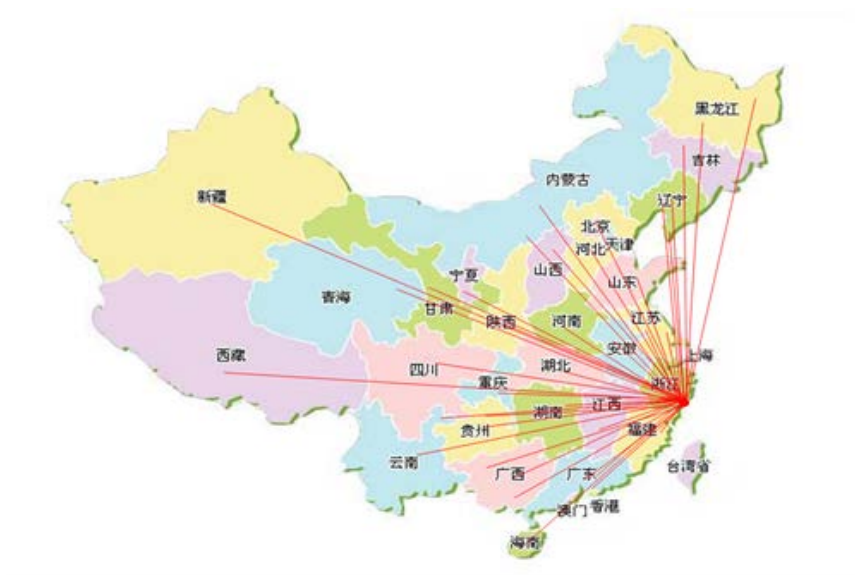 黑龙江
吉林
内蒙古
新疆
辽宁
北京
河北
天津
山西
宁夏
山东
青海
甘肃
陕西
河南
江苏
安徽
上海
西藏
四川
湖北
重庆
浙江
江西
湖南
贵州
福建
云南
广西
广东
台湾省
澳门
香港
海南